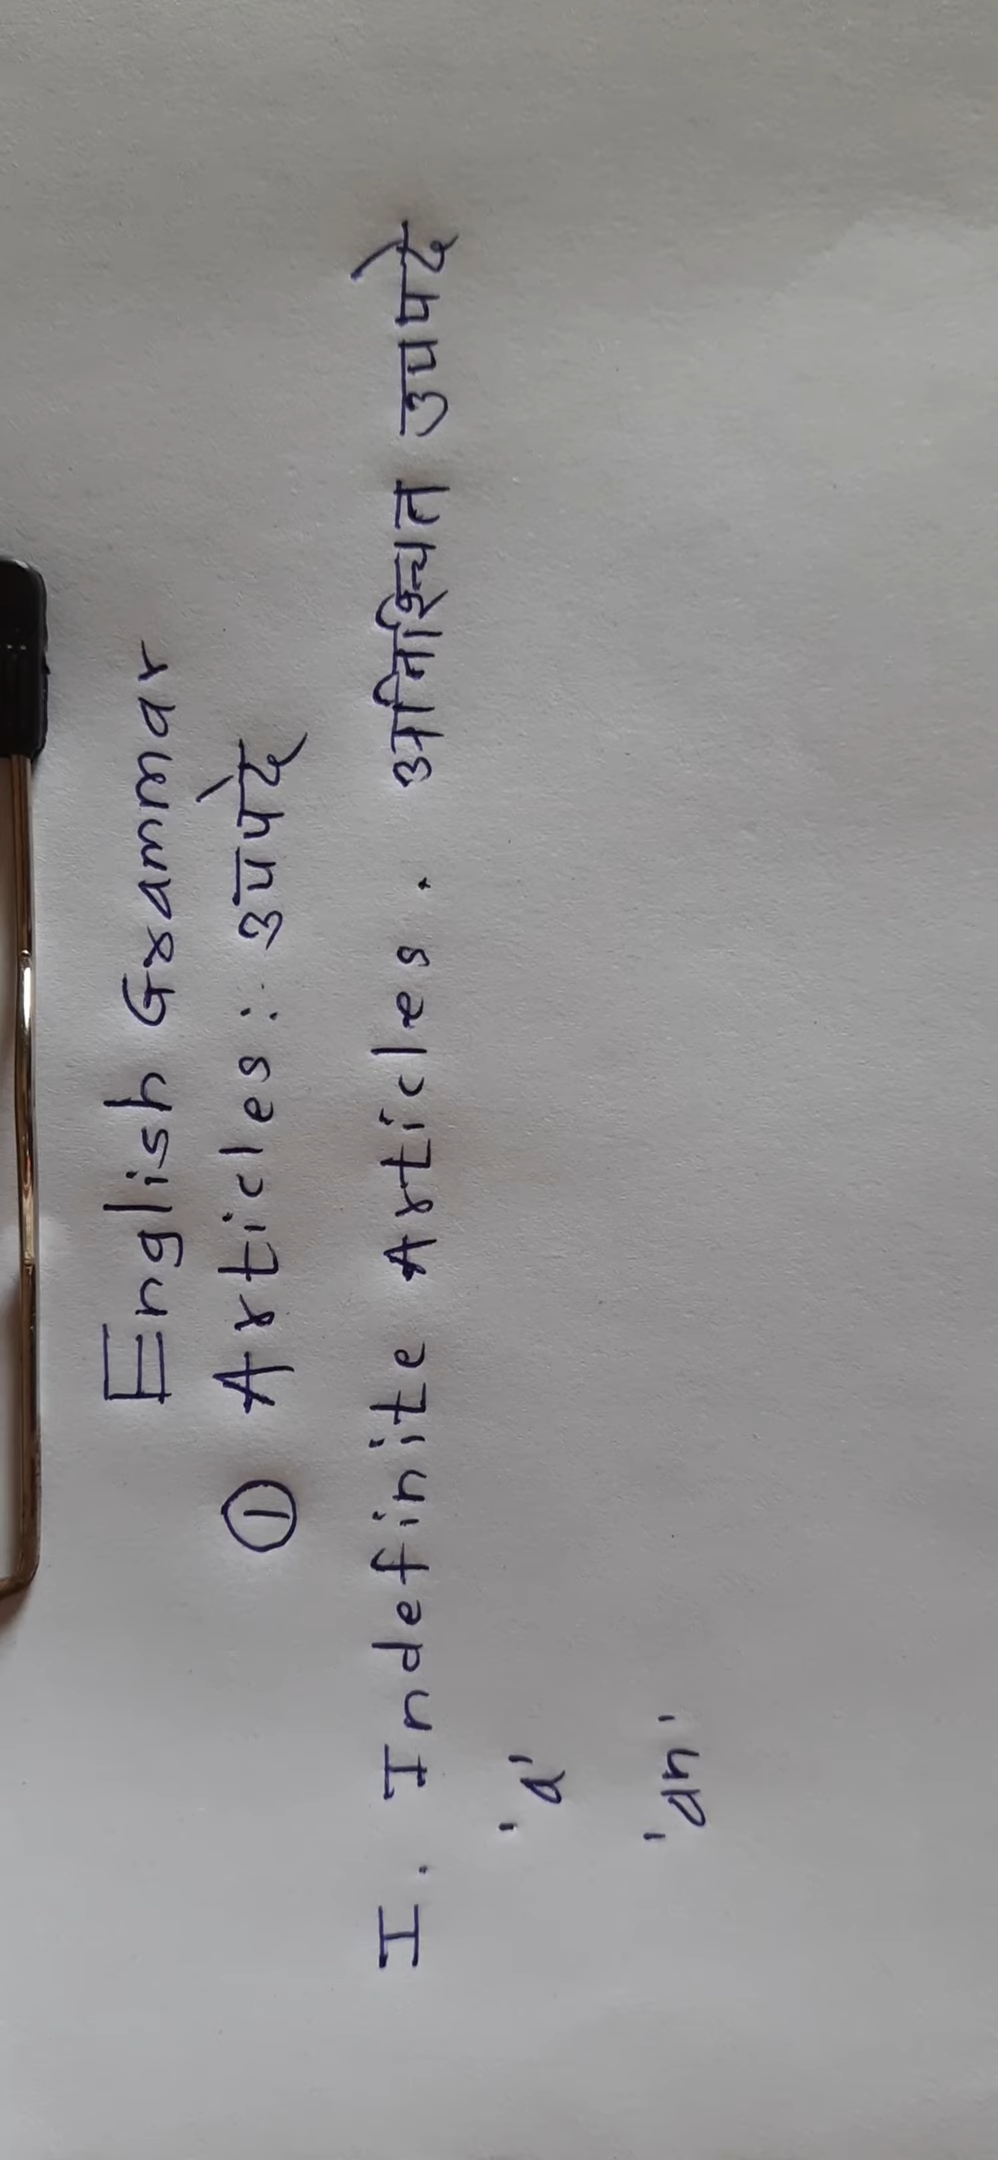 English Grammar
① Articles : उपपदे
I. Indefinite Articles. अनिश्चित उपपदे
'a'
'an'